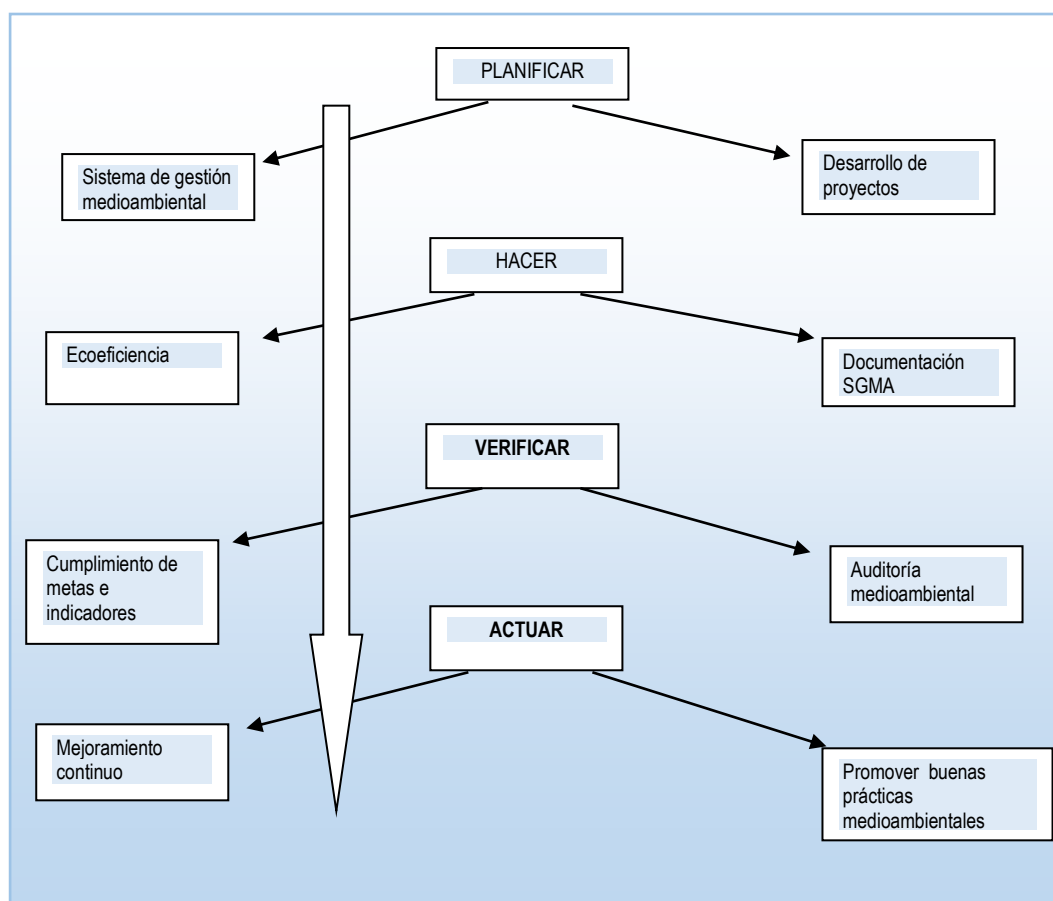 PLANIFICAR
Sistema de gestión
medioambiental
Desarrollo de
proyectos
HACER
Ecoeficiencia
Documentación
SGMA
VERIFICAR
Cumplimiento de
metas e
indicadores
Auditoría
medioambiental
ACTUAR
Mejoramiento
continuo
Promover buenas
prácticas
medioambientales